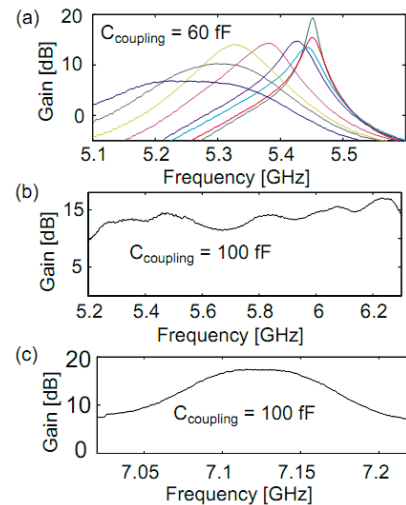 (a)
C_coupling = 60 fF
Gain [dB]
20
10
0
5.1 5.2 5.3 5.4 5.5
Frequency [GHz]
(b)
Gain [dB]
15
5
C_coupling = 100 fF
5.2 5.4 5.6 5.8 6 6.2
Frequency [GHz]
(c)
Gain [dB]
20
10
0
C_coupling = 100 fF
7.05 7.1 7.15 7.2
Frequency [GHz]